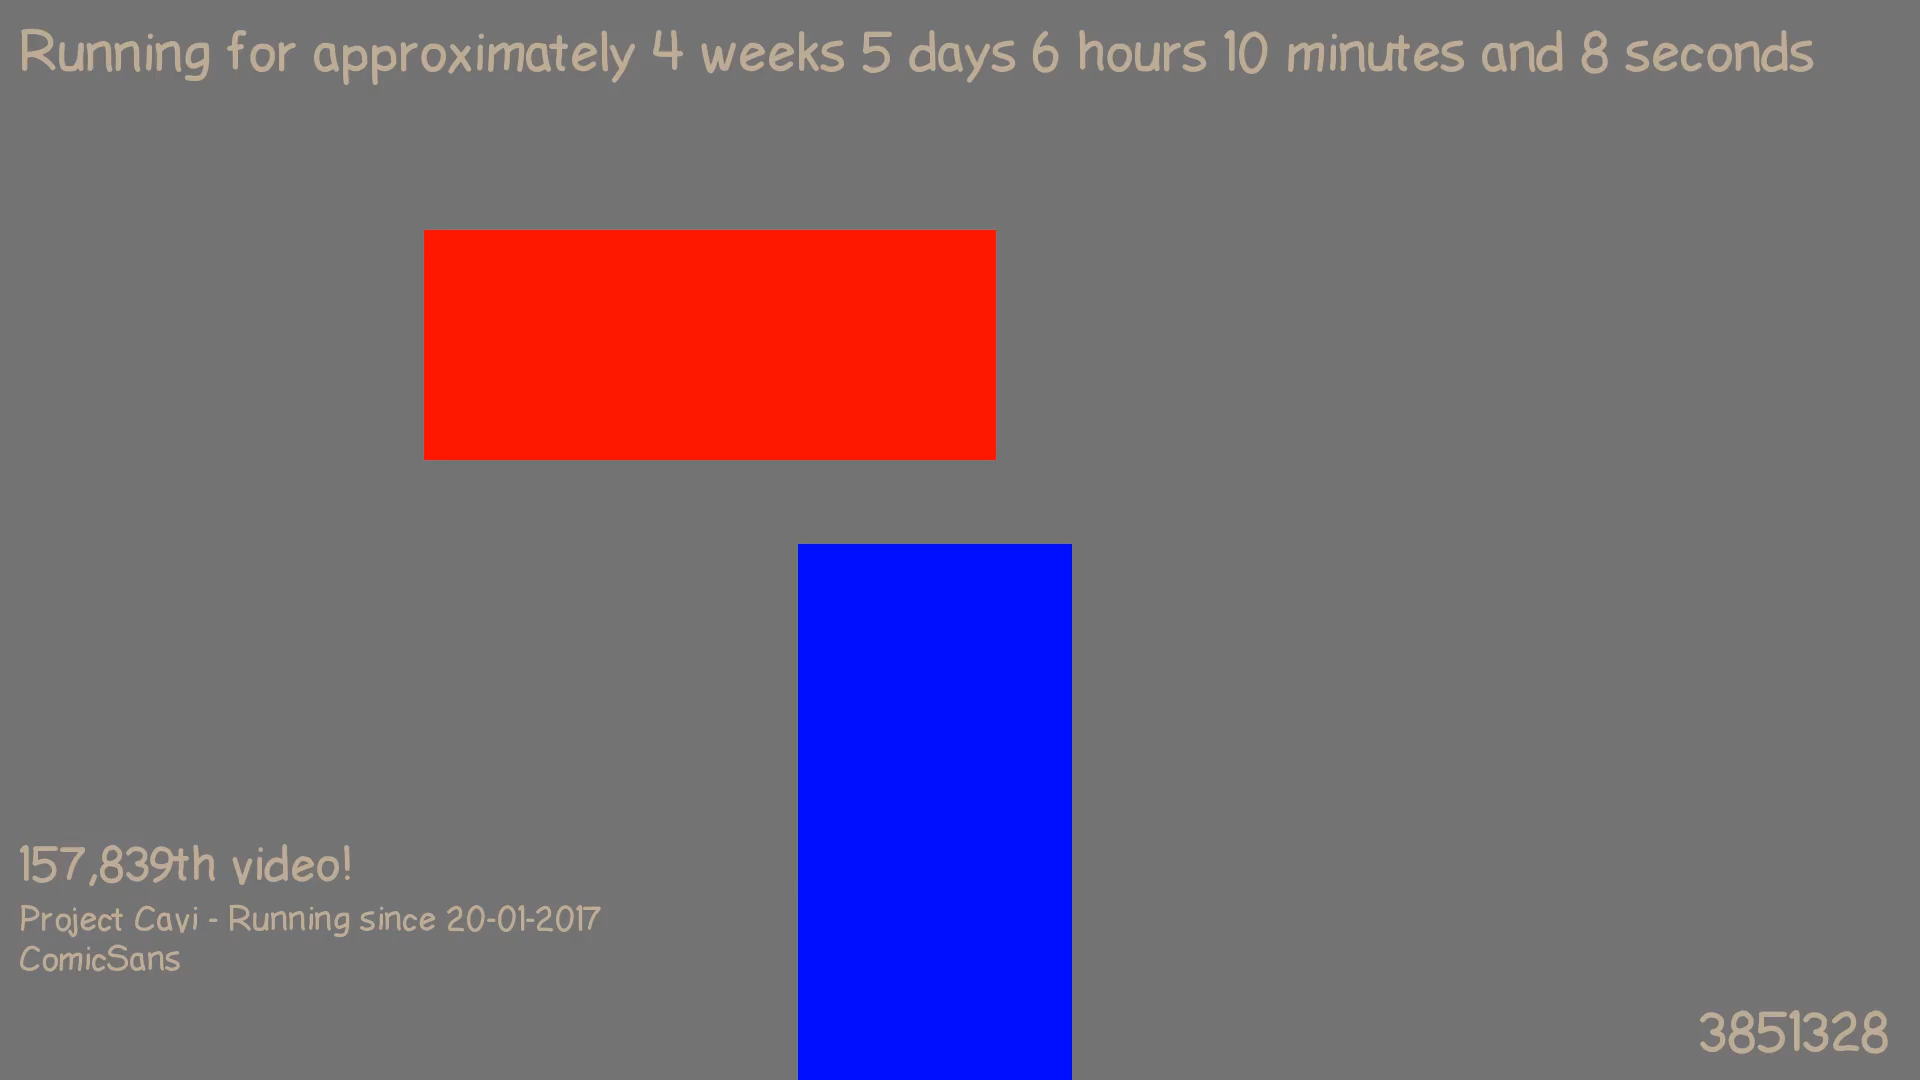 Running for approximately 4 weeks 5 days 6 hours 10 minutes and 8 seconds
157,839th video!
Project Cavi - Running since 20-01-2017
ComicSans
3851328